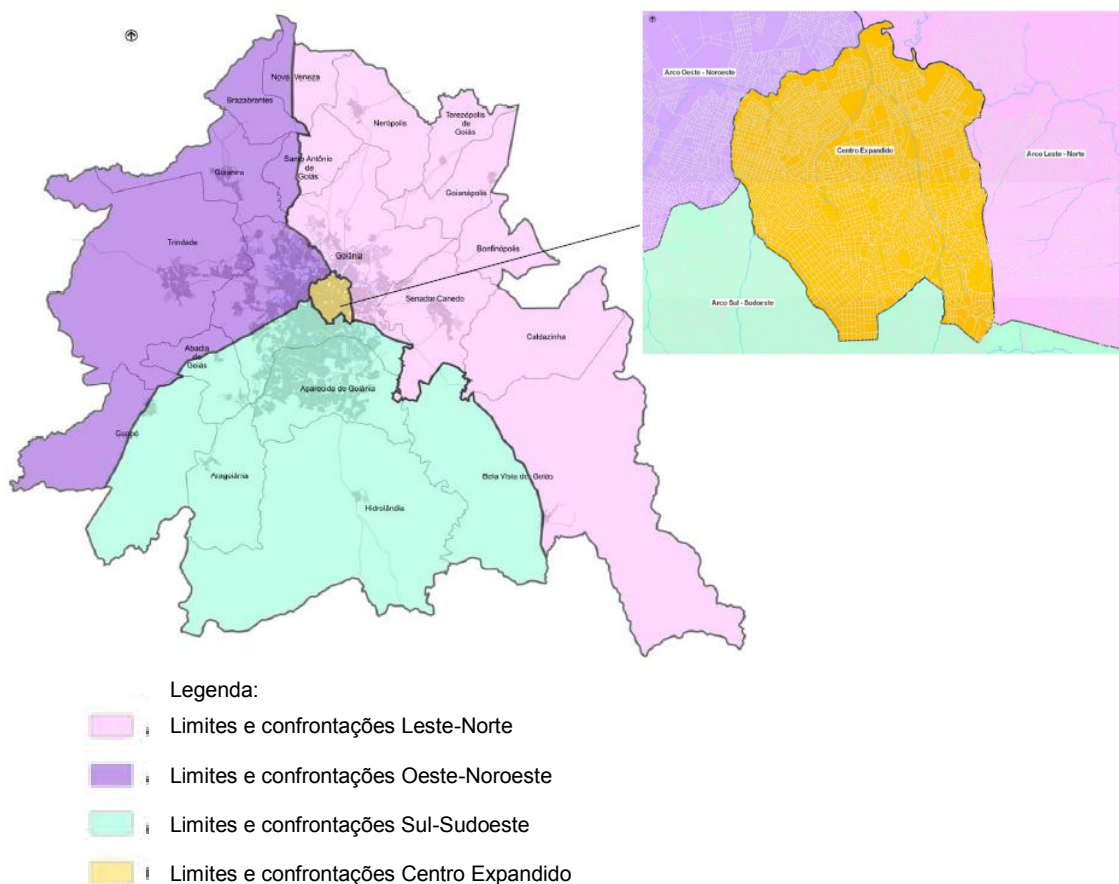 Nova Veneza
Brazabrantes
Nerópolis
Terezópolis
de
Goiás
Santo Antônio
de
Goiás
Goianira
Goianápolis
Trindade
Bonfinópolis
Goiânia
Senador Canedo
Caldazinha
Abadia
de
Goiás
Aparecida de Goiânia
Guapó
Aragoiânia
Bela Vista de Goiás
Hidrolândia
Arco Oeste - Noroeste
Centro Expandido
Arco Leste - Norte
Arco Sul - Sudoeste
Legenda:
Limites e confrontações Leste-Norte
Limites e confrontações Oeste-Noroeste
Limites e confrontações Sul-Sudoeste
Limites e confrontações Centro Expandido